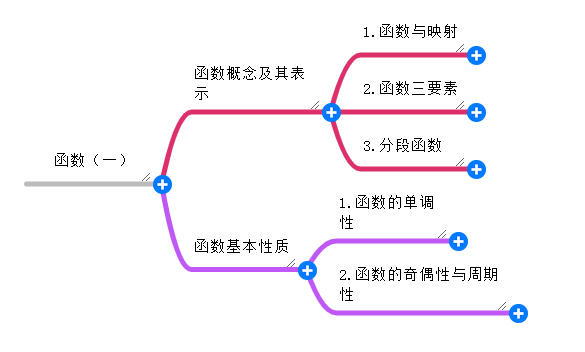 1.函数与映射
函数概念及其表
示
2.函数三要素
3.分段函数
函数（一）
1.函数的单调
性
函数基本性质
2.函数的奇偶性与周期
性